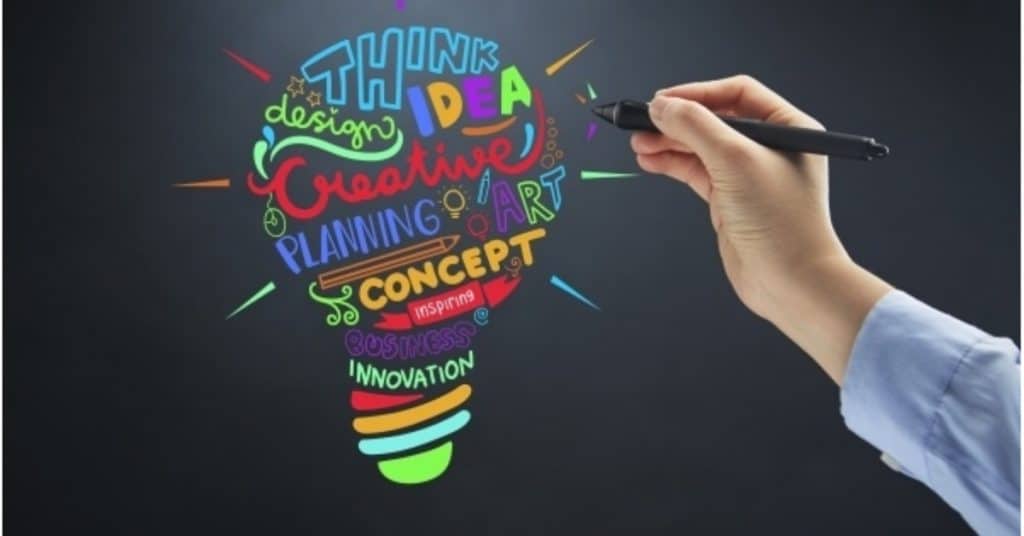 THINK
IDEA
design
Creative
ART
PLANNING
CONCEPT
inspiring
BUSINESS
INNOVATION